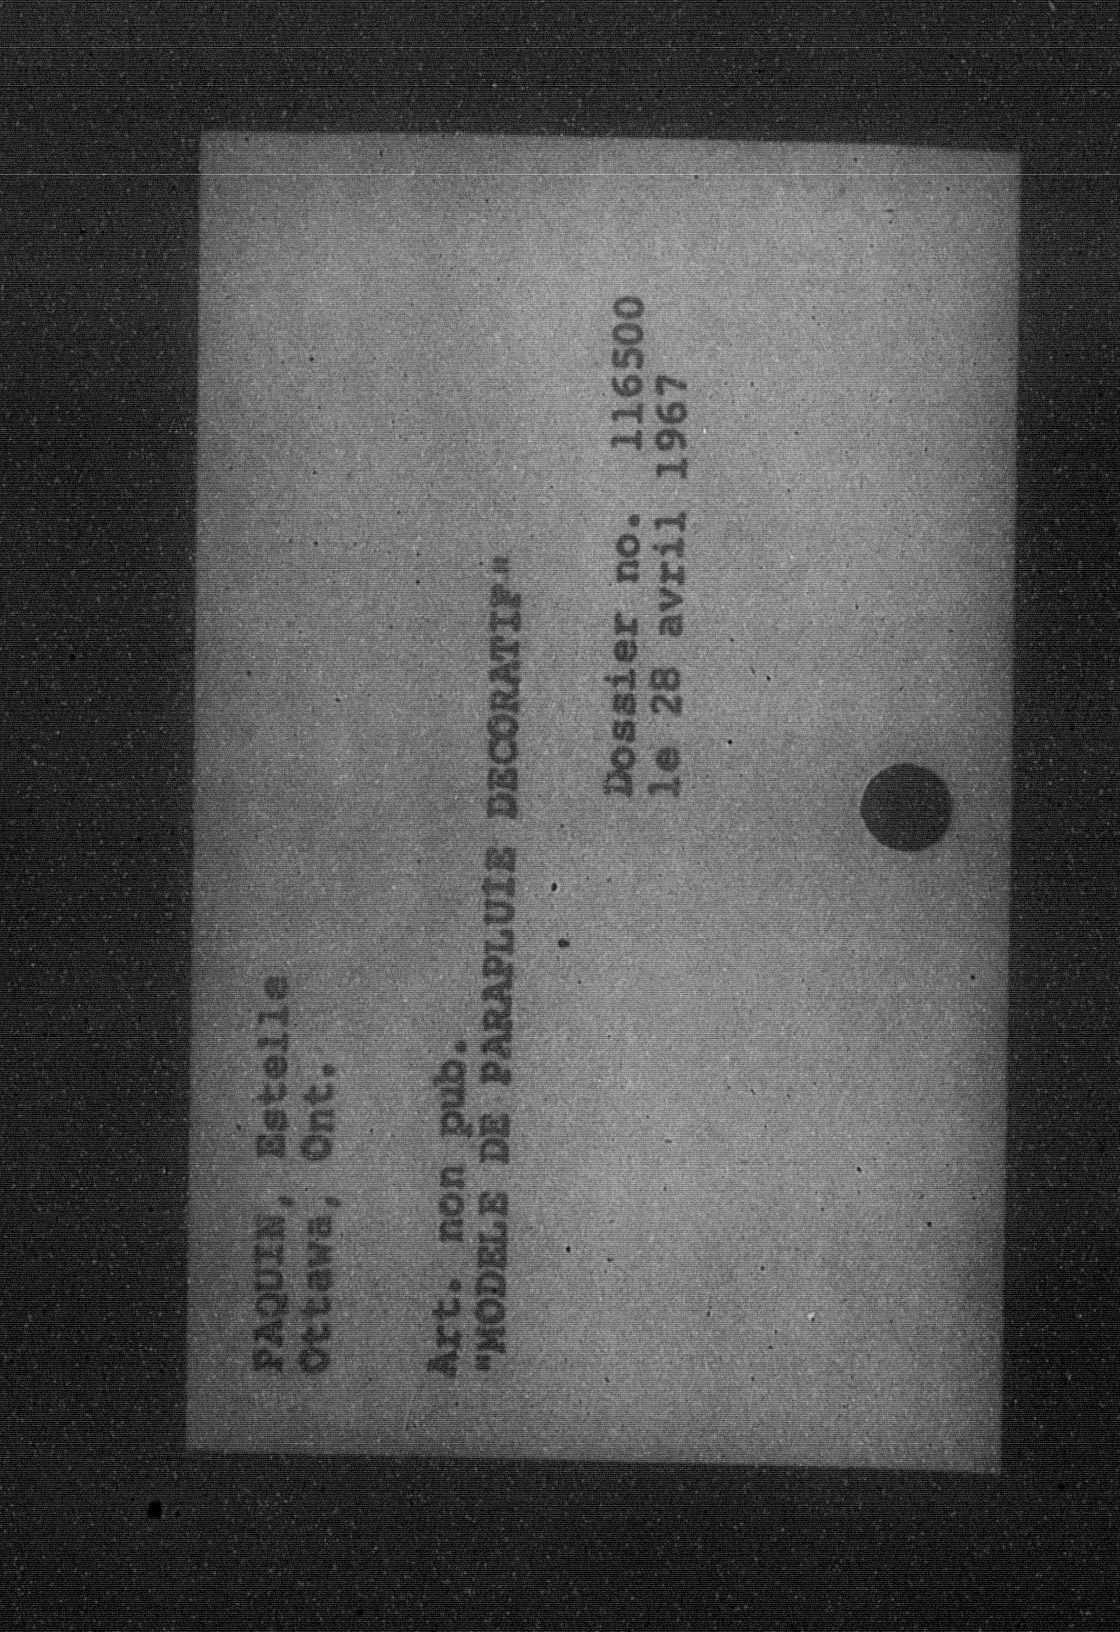 PAQUIN, Estelle
Ottawa, Ont.
Art. non pub.
"MODELE DE PARAPLUIE DECORATIF"
Dossier no. 116500
le 28 avril 1967